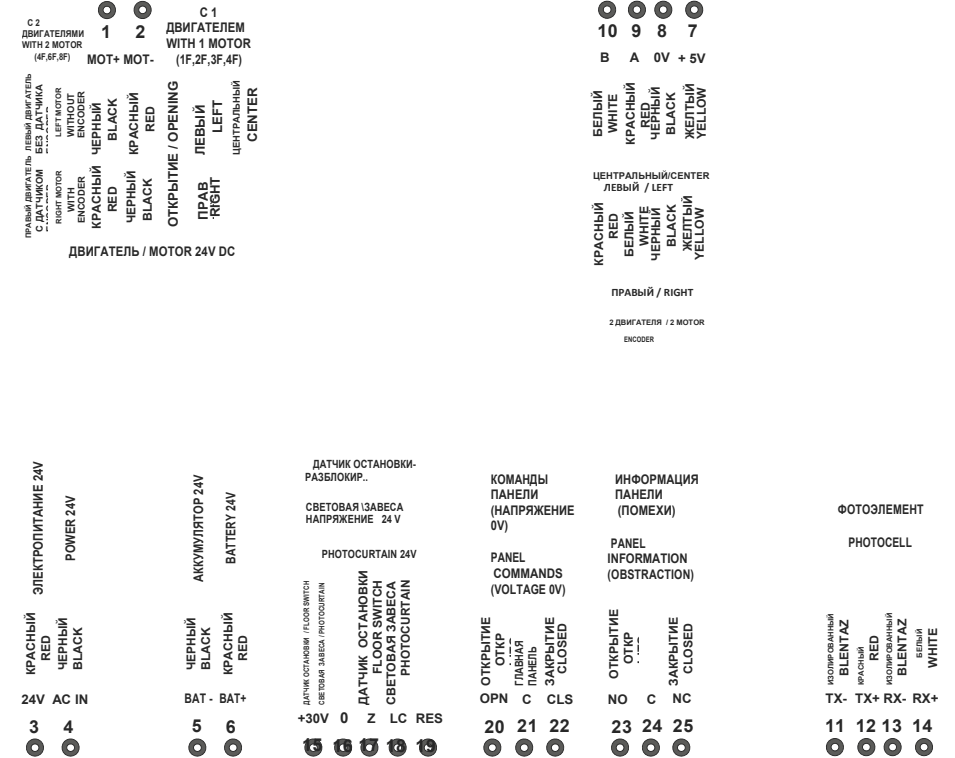 С 2
ДВИГАТЕЛЯМИ
WITH 2 MOTOR
(4F,6F,8F)
1 2
MOT+ MOT-
С 1
ДВИГАТЕЛЕМ
WITH 1 MOTOR
(1F,2F,3F,4F)
ЛЕВЫЙ ДВИГАТЕЛЬ
БЕЗ ДАТЧИКА
LEFT MOTOR
WITHOUT
ENCODER
ЧЕРНЫЙ
BLACK
КРАСНЫЙ
RED
ПРАВЫЙ ДВИГАТЕЛЬ
С ДАТЧИКОМ
RIGHT MOTOR
WITH
ENCODER
КРАСНЫЙ
RED
ЧЕРНЫЙ
BLACK
ОТКРЫТИЕ / OPENING
ЛЕВЫЙ
LEFT
ЦЕНТРАЛЬНЫЙ
CENTER
ПРАВ
RIGHT
ДВИГАТЕЛЬ / MOTOR 24V DC
10 9 8 7
B A 0V + 5V
БЕЛЫЙ
WHITE
КРАСНЫЙ
RED
ЧЕРНЫЙ
BLACK
ЖЕЛТЫЙ
YELLOW
ЦЕНТРАЛЬНЫЙ/CENTER
ЛЕВЫЙ / LEFT
КРАСНЫЙ
RED
БЕЛЫЙ
WHITE
ЧЕРНЫЙ
BLACK
ЖЕЛТЫЙ
YELLOW
ПРАВЫЙ / RIGHT
2 ДВИГАТЕЛЯ / 2 MOTOR
ENCODER
ЭЛЕКТРОПИТАНИЕ 24V
POWER 24V
КРАСНЫЙ
RED
ЧЕРНЫЙ
BLACK
24V AC IN
3 4
АККУМУЛЯТОР 24V
BATTERY 24V
ЧЕРНЫЙ
BLACK
КРАСНЫЙ
RED
BAT - BAT+
5 6
ДАТЧИК ОСТАНОВКИ-
РАЗБЛОКИР..
СВЕТОВАЯ \ЗАВЕСА
НАПРЯЖЕНИЕ 24 V
PHOTOCURTAIN 24V
ДАТЧИК ОСТАНОВКИ / FLOOR SWITCH
СВЕТОВАЯ ЗАВЕСА / PHOTOCURTAIN
ДАТЧИК ОСТАНОВКИ
FLOOR SWITCH
СВЕТОВАЯ ЗАВЕСА
PHOTOCURTAIN
+30V 0 Z LC RES
15 16 17 18 19
КОМАНДЫ
ПАНЕЛИ
(НАПРЯЖЕНИЕ
0V)
PANEL
COMMANDS
(VOLTAGE 0V)
ОТКРЫТИЕ
ОТКР
ГЛАВНАЯ
ПАНЕЛЬ
ЗАКРЫТИЕ
CLOSED
OPN C CLS
20 21 22
ИНФОРМАЦИЯ
ПАНЕЛИ
(ПОМЕХИ)
PANEL
INFORMATION
(OBSTRACTION)
ОТКРЫТИЕ
ОТКР
ЗАКРЫТИЕ
CLOSED
NO C NC
23 24 25
ФОТОЭЛЕМЕНТ
PHOTOCELL
ИЗОЛИРОВАННЫЙ
BLENTAZ
КРАСНЫЙ
RED
ИЗОЛИРОВАННЫЙ
BLENTAZ
БЕЛЫЙ
WHITE
TX- TX+ RX- RX+
11 12 13 14